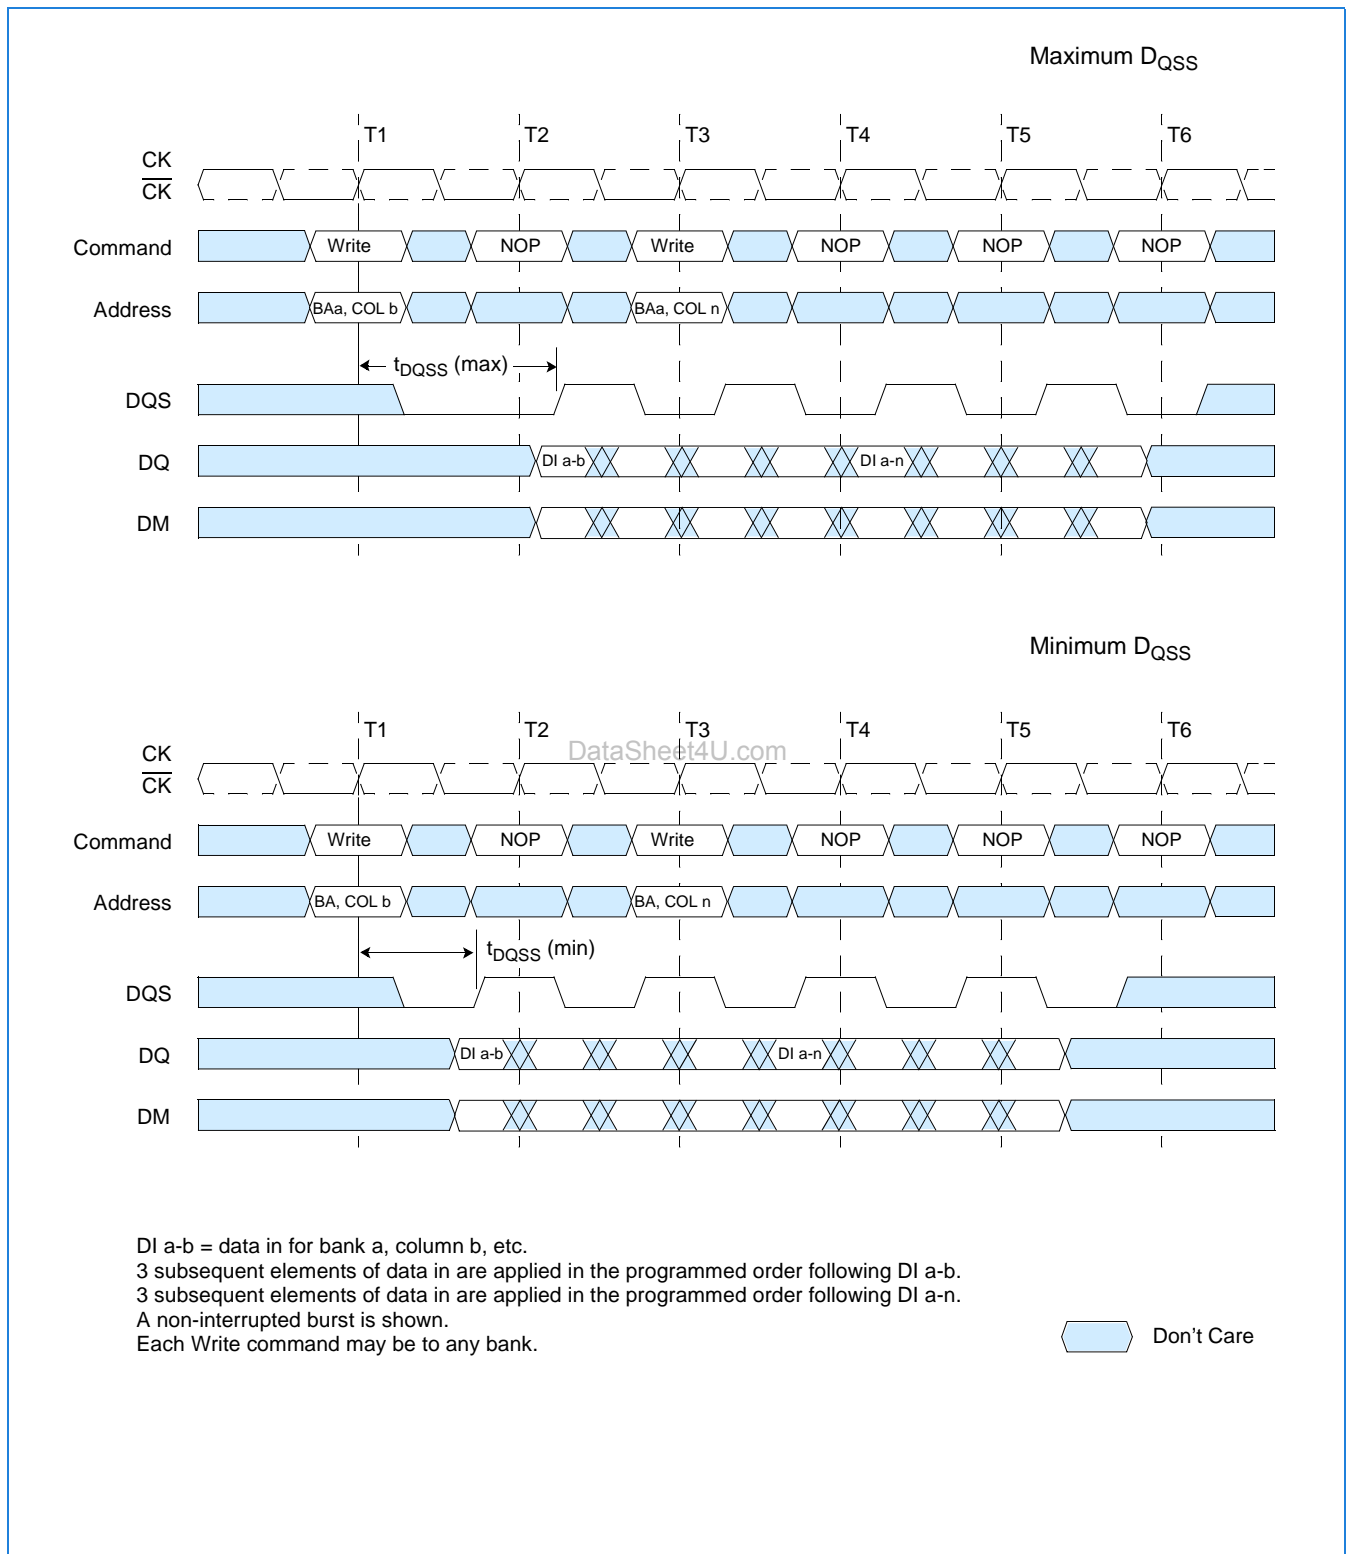 Maximum DQSS
T1 T2 T3 T4 T5 T6
CK
CK
Command Write NOP Write NOP NOP NOP
Address BAa, COL b BAa, COL n
tDQSS (max)
DQS
DQ DI a-b DI a-n
DM
Minimum DQSS
T1 T2 T3 T4 T5 T6
DataSheet4U.com
CK
CK
Command Write NOP Write NOP NOP NOP
Address BA, COL b BA, COL n
tDQSS (min)
DQS
DQ DI a-b DI a-n
DM
DI a-b = data in for bank a, column b, etc.
3 subsequent elements of data in are applied in the programmed order following DI a-b.
3 subsequent elements of data in are applied in the programmed order following DI a-n.
A non-interrupted burst is shown.
Each Write command may be to any bank.
Don't Care